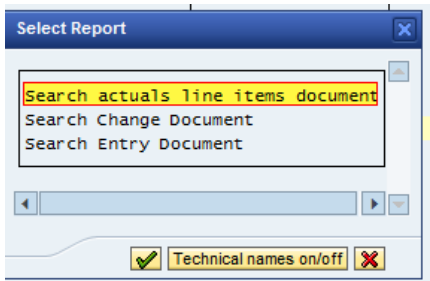 Select Report
Search actuals line items document
Search Change Document
Search Entry Document
Technical names on/off